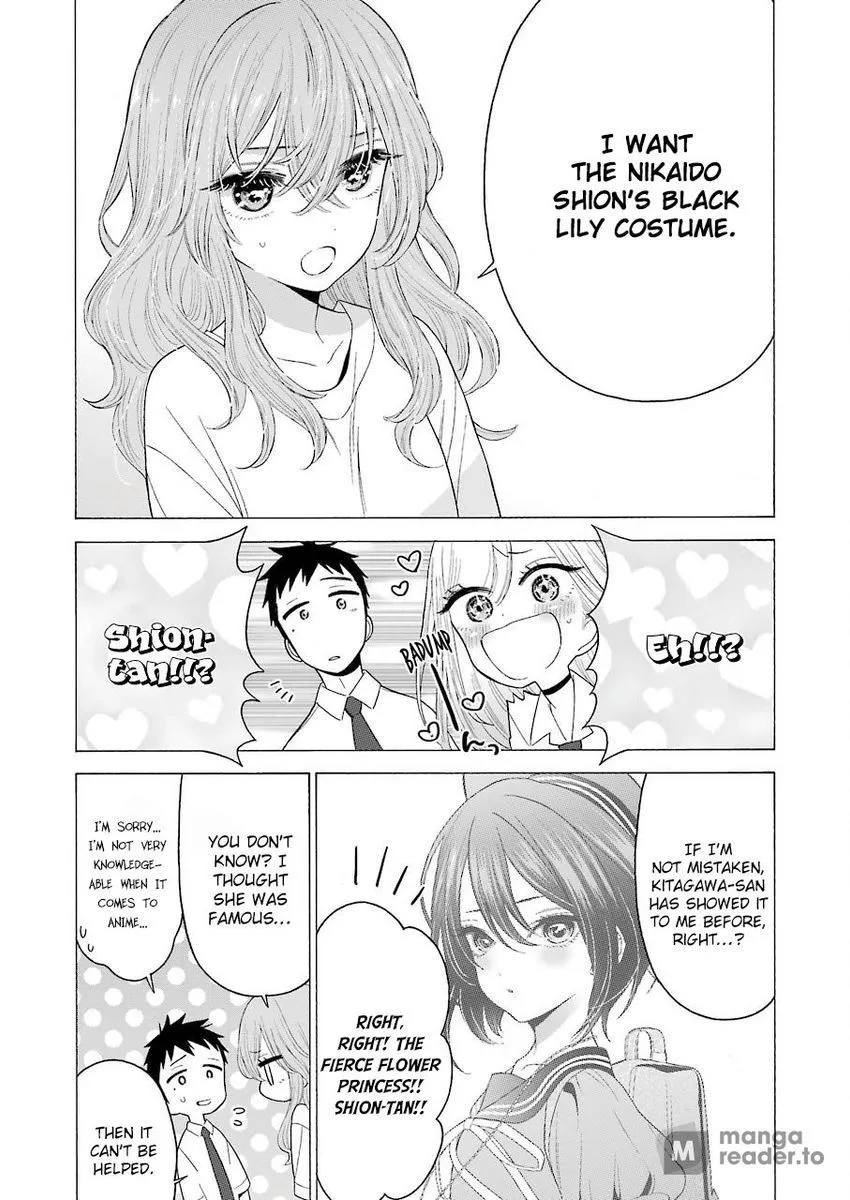 I WANT
THE NIKAIDO
SHION'S BLACK
LILY COSTUME.
Eh!!?
BADUMP
んっ
Shion-
tan!!?
IF I'M
NOT MISTAKEN,
KITAGAWA-SAN
HAS SHOWED IT
TO ME BEFORE,
RIGHT...?
RIGHT,
RIGHT! THE
FIERCE FLOWER
PRINCESS!!
SHION-TAN!!
YOU DON'T
KNOW? I
THOUGHT
SHE WAS
FAMOUS...
I'M SORRY...
I'M NOT VERY
KNOWLEDGE-
ABLE WHEN IT
COMES TO
ANIME...
THEN IT
CAN'T BE
HELPED.
M manga
reader.to